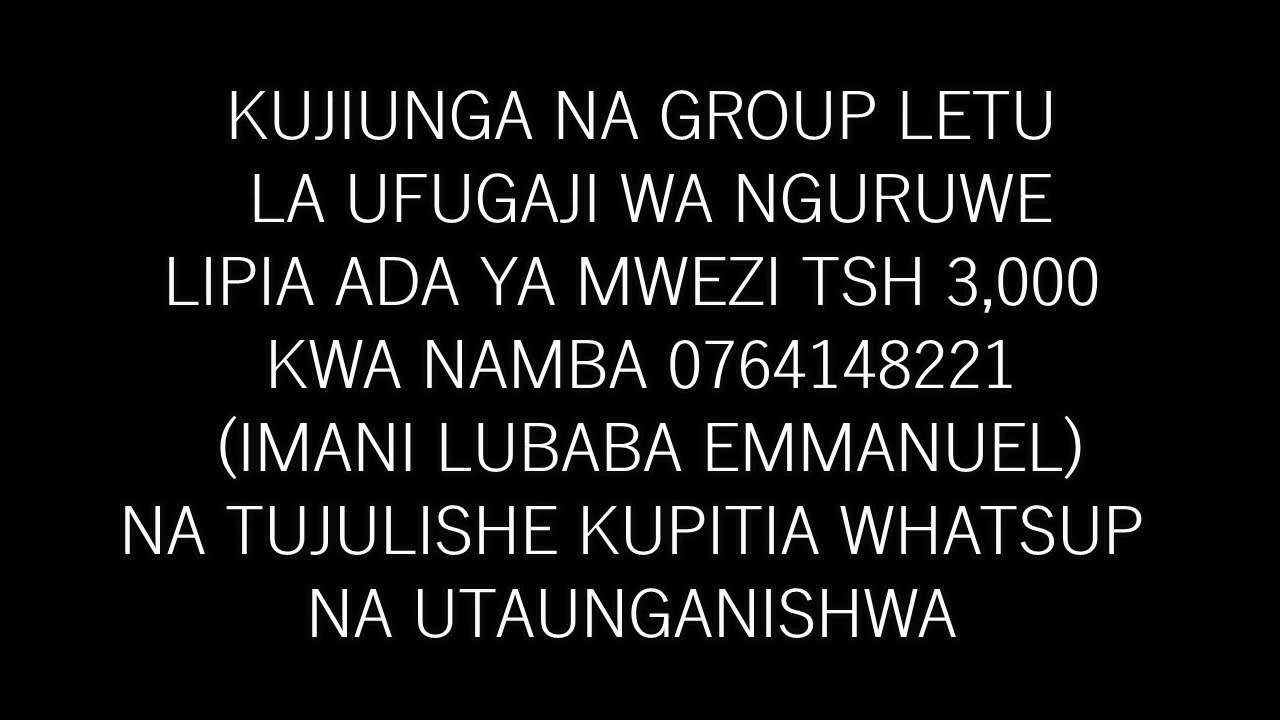 KUJIUNGA NA GROUP LETU
LA UFUGAJI WA NGURUWE
LIPIA ADA YA MWEZI TSH 3,000
KWA NAMBA 0764148221
(IMANI LUBABA EMMANUEL)
NA TUJULISHE KUPITIA WHATSUP
NA UTAUNGANISHWA